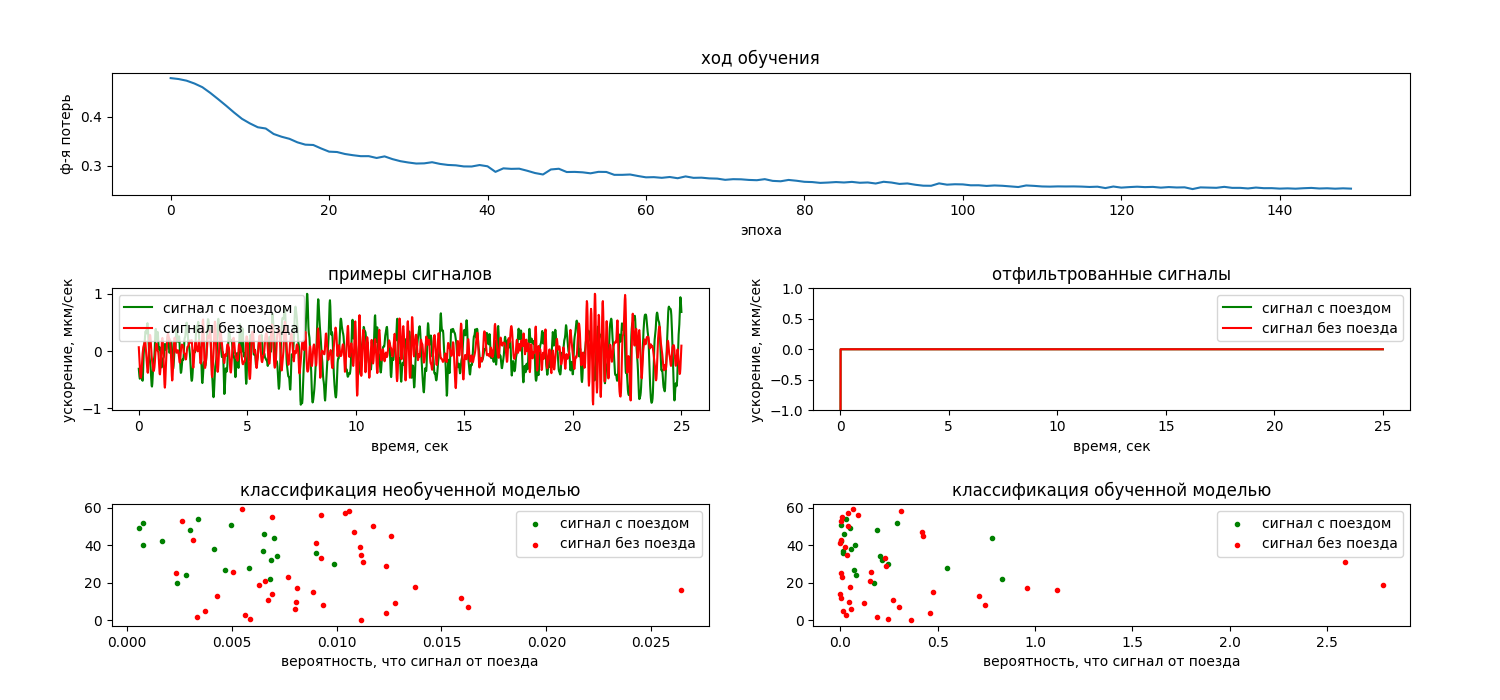 ход обучения
ф-я потерь
0.4
0.3
0 20 40 60 80 100 120 140
эпоха
примеры сигналов
ускорение, мкм/сек
1
0
−1
сигнал с поездом
сигнал без поезда
0 5 10 15 20 25
время, сек
отфильтрованные сигналы
ускорение, мкм/сек
1.0
0.5
0.0
−0.5
−1.0
сигнал с поездом
сигнал без поезда
0 5 10 15 20 25
время, сек
классификация необученной моделью
60
40
20
0
сигнал с поездом
сигнал без поезда
0.000 0.005 0.010 0.015 0.020 0.025
вероятность, что сигнал от поезда
классификация обученной моделью
60
40
20
0
сигнал с поездом
сигнал без поезда
0.0 0.5 1.0 1.5 2.0 2.5
вероятность, что сигнал от поезда